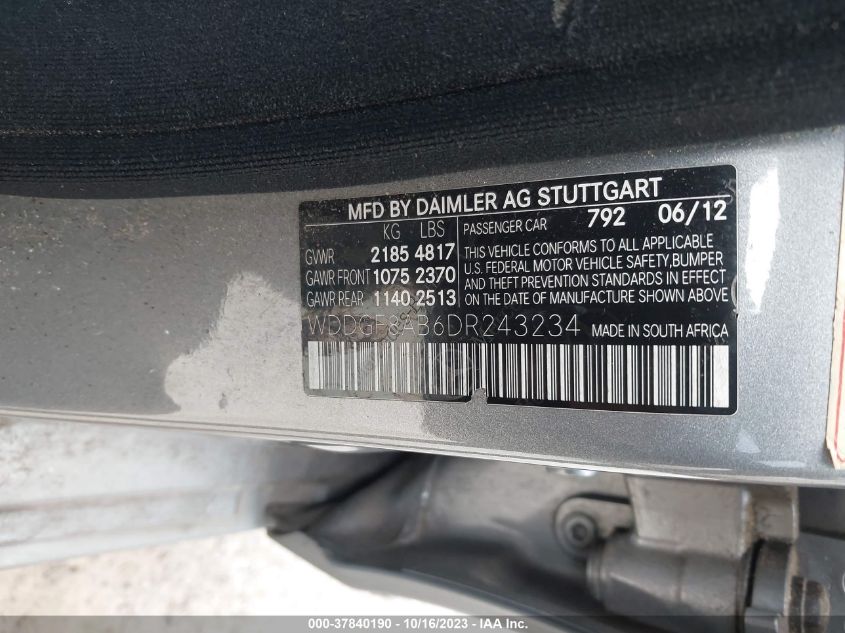 MFD BY DAIMLER AG STUTTGART
KG LBS
GVWR 2185 4817
GAWR FRONT 1075 2370
GAWR REAR 1140 2513
PASSENGER CAR 792 06/12
THIS VEHICLE CONFORMS TO ALL APPLICABLE
U.S. FEDERAL MOTOR VEHICLE SAFETY, BUMPER
AND THEFT PREVENTION STANDARDS IN EFFECT
ON THE DATE OF MANUFACTURE SHOWN ABOVE
WDDGF8AB6DR243234 MADE IN SOUTH AFRICA
000-37840190 - 10/16/2023 - IAA Inc.